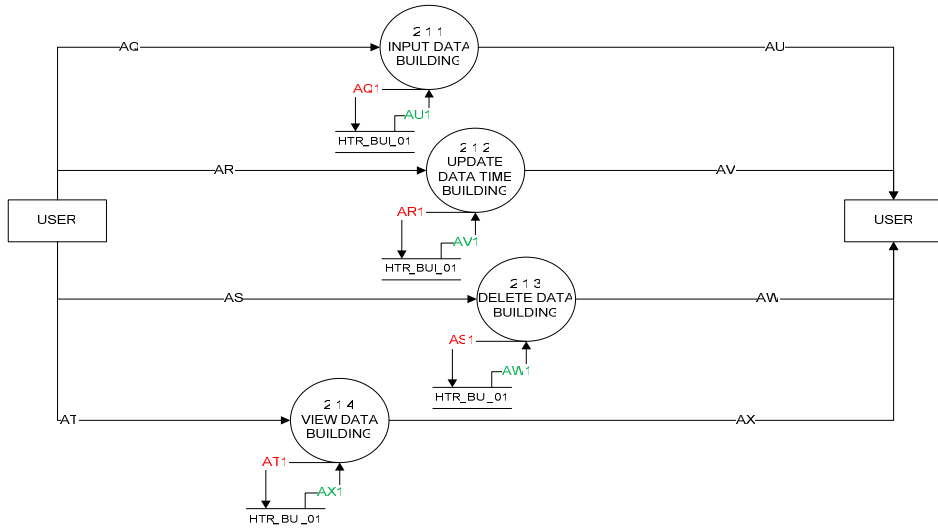 2 1 1
INPUT DATA
BUILDING
AQ
AU
AQ1
AU1
HTR_BUI_01
2 1 2
UPDATE
DATA TIME
BUILDING
AR
AV
USER
USER
AR1
AV1
HTR_BUI_01
2 1 3
DELETE DATA
BUILDING
AS
AW
AS1
AW1
HTR_BU_01
2 1 4
VIEW DATA
BUILDING
AT
AX
AT1
AX1
HTR_BU_01